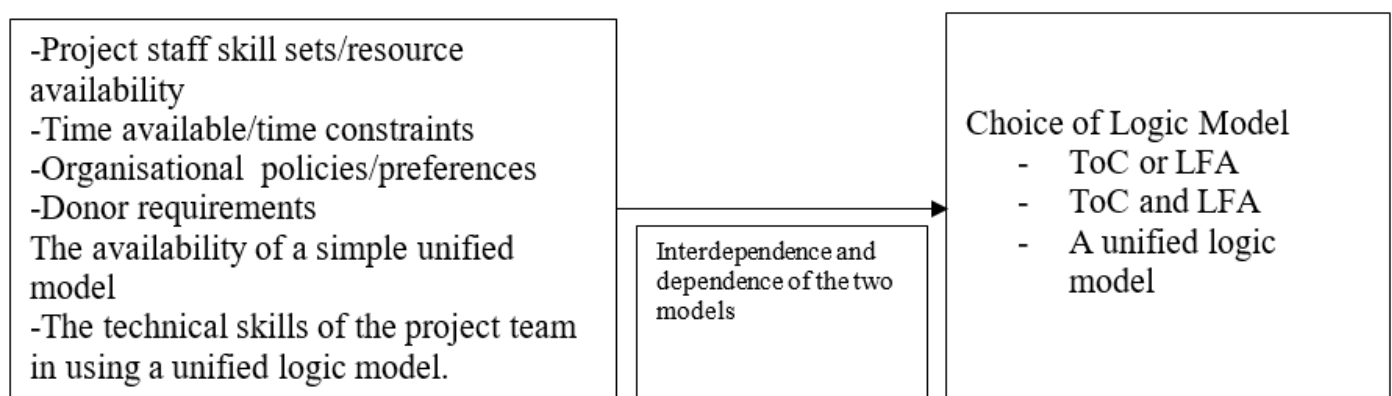 -Project staff skill sets/resource
availability
-Time available/time constraints
-Organisational  policies/preferences
-Donor requirements
The availability of a simple unified
model
-The technical skills of the project team
in using a unified logic model.
Interdependence and
dependence of the two
models
Choice of Logic Model
- ToC or LFA
- ToC and LFA
- A unified logic
model